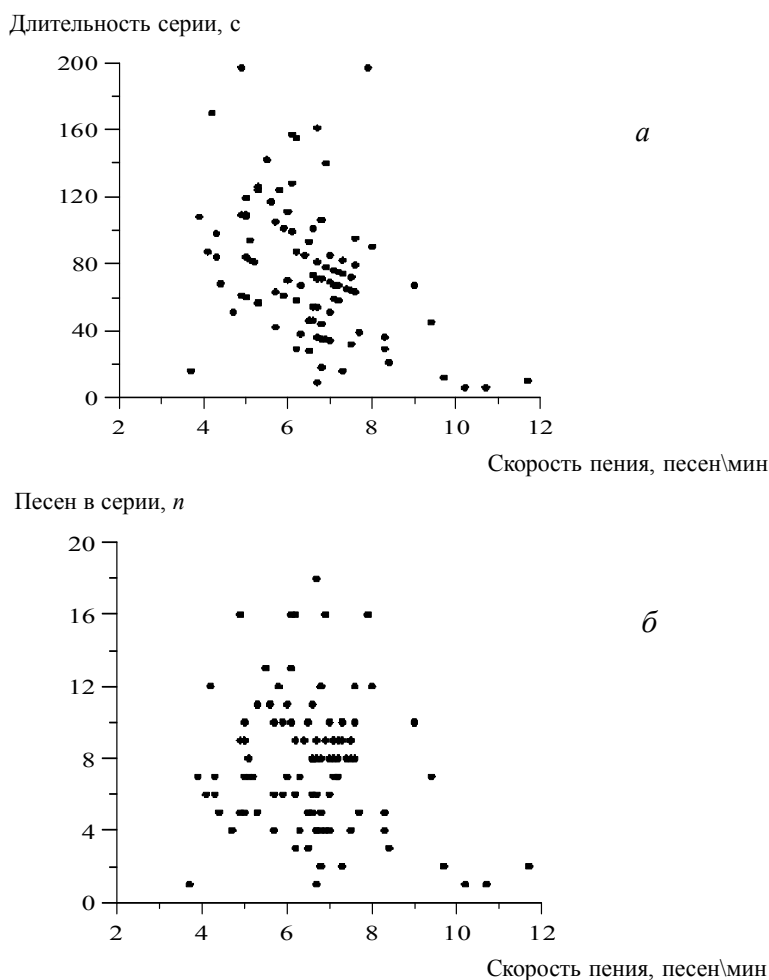 Длительность серии, с
200
160
120
80
40
0
2 4 6 8 10 12
а
Скорость пения, песен\мин
Песен в серии, n
20
16
12
8
4
0
2 4 6 8 10 12
б
Скорость пения, песен\мин